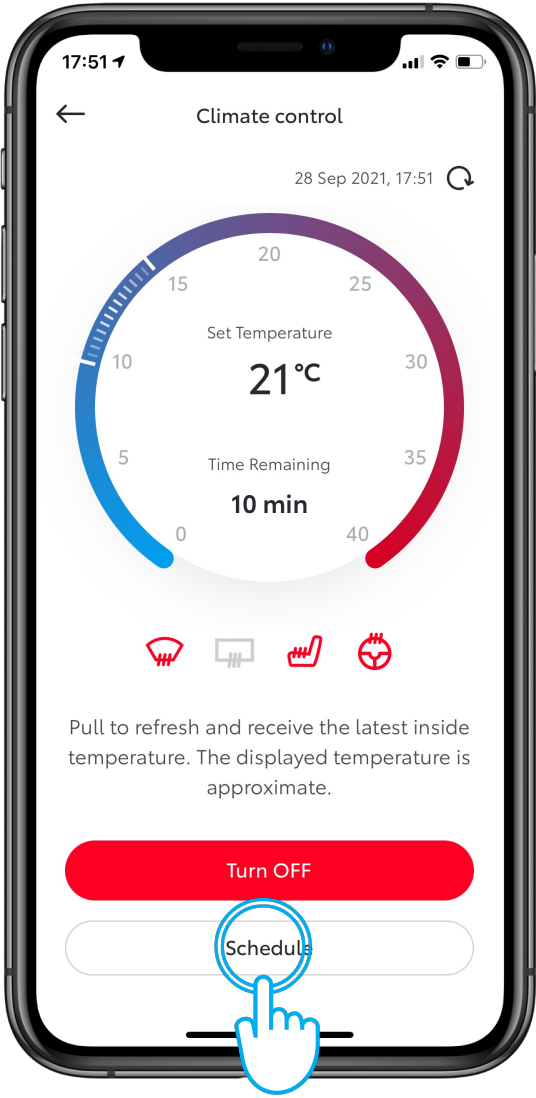 17:51
Climate control
28 Sep 2021, 17:51
20
15
25
10
30
Set Temperature
21°C
5
35
Time Remaining
10 min
0
40
Pull to refresh and receive the latest inside
temperature. The displayed temperature is
approximate.
Turn OFF
Schedule